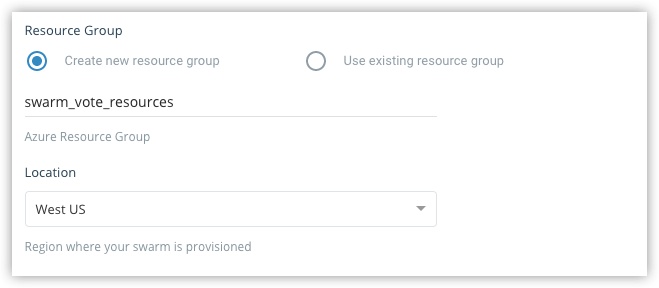 Resource Group
Create new resource group Use existing resource group
swarm_vote_resources
Azure Resource Group
Location
West US
Region where your swarm is provisioned